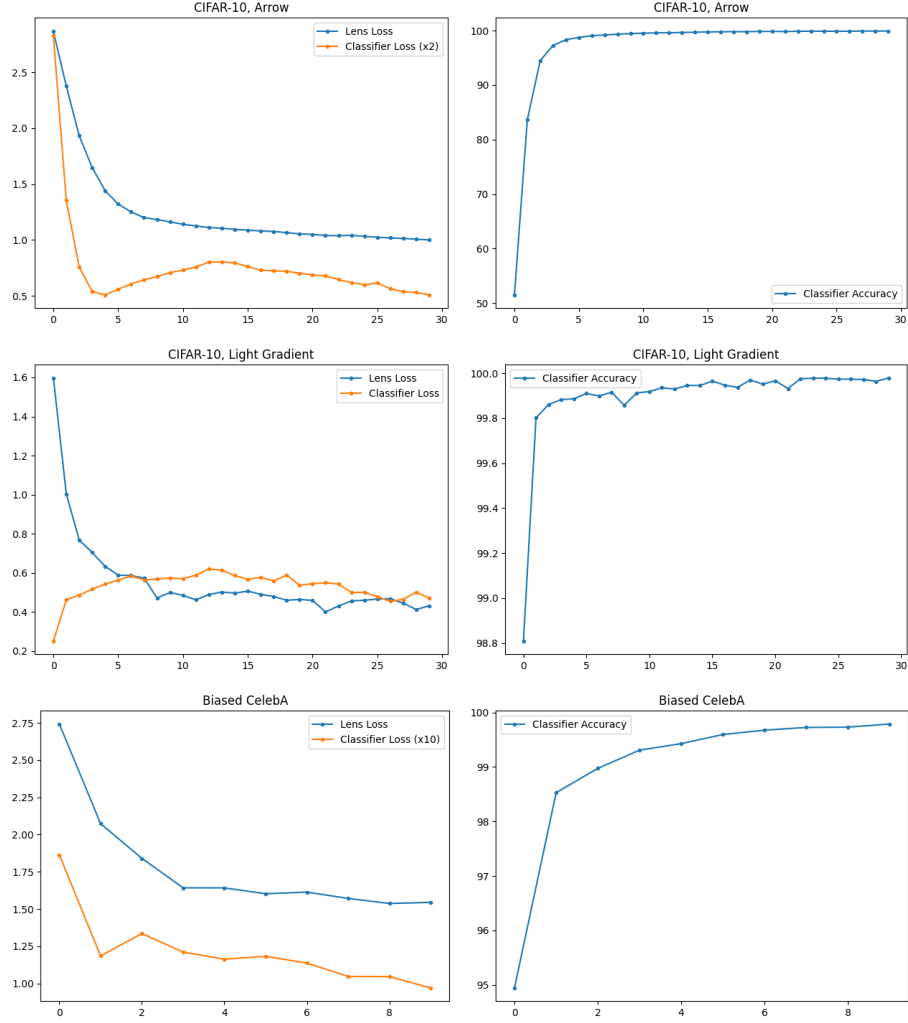 CIFAR-10, Arrow
Lens Loss
Classifier Loss (x2)
2.5
2.0
1.5
1.0
0.5
0 5 10 15 20 25 30
CIFAR-10, Arrow
100
90
80
70
60
50
Classifier Accuracy
0 5 10 15 20 25 30
CIFAR-10, Light Gradient
Lens Loss
Classifier Loss
1.6
1.4
1.2
1.0
0.8
0.6
0.4
0.2
0 5 10 15 20 25 30
CIFAR-10, Light Gradient
Classifier Accuracy
100.0
99.8
99.6
99.4
99.2
99.0
98.8
0 5 10 15 20 25 30
Biased CelebA
Lens Loss
Classifier Loss (x10)
2.75
2.50
2.25
2.00
1.75
1.50
1.25
1.00
0 2 4 6 8
Biased CelebA
Classifier Accuracy
100
99
98
97
96
95
0 2 4 6 8